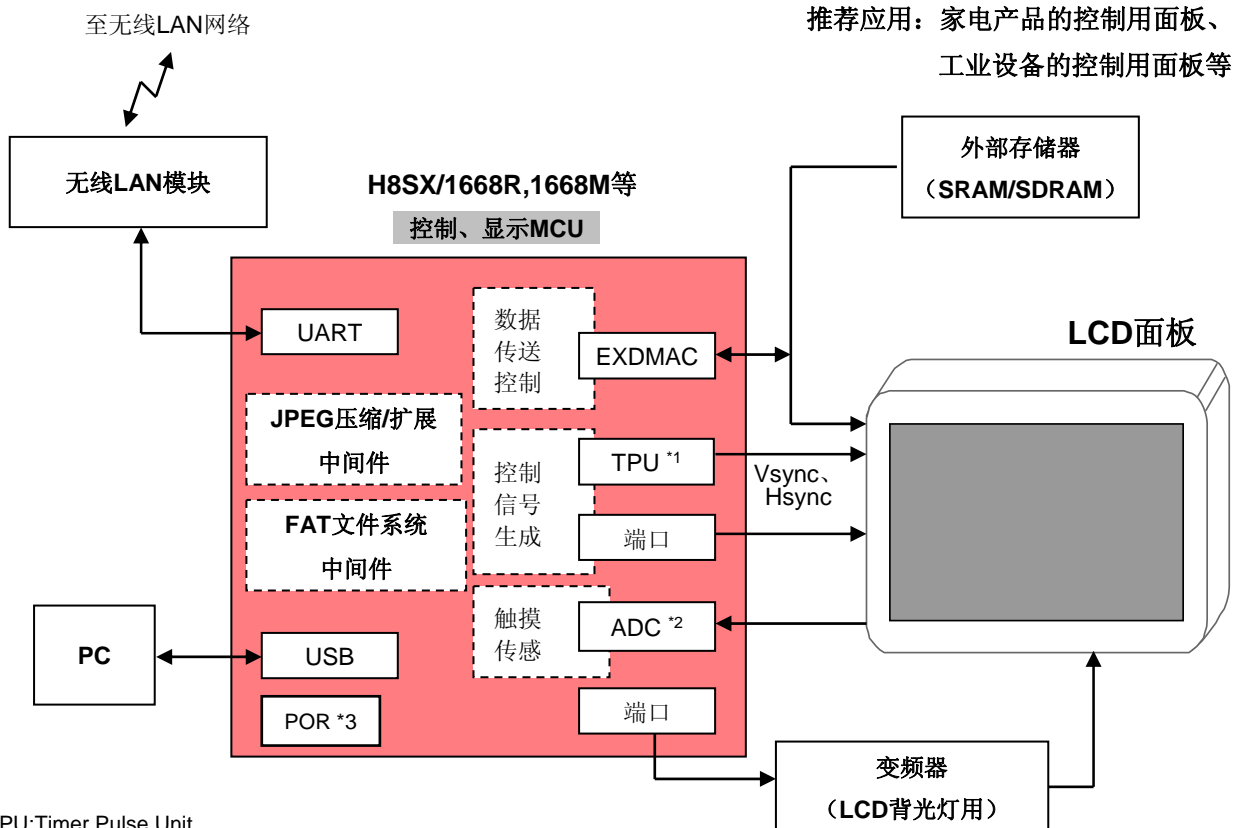 推荐应用：家电产品的控制用面板、
工业设备的控制用面板等
至无线LAN网络
无线LAN模块
H8SX/1668R,1668M等
控制、显示MCU
外部存储器
（SRAM/SDRAM）
UART
数据
传送
控制
EXDMAC
LCD面板
JPEG压缩/扩展
中间件
控制
信号
生成
TPU *1
Vsync、
Hsync
FAT文件系统
中间件
端口
触摸
传感
ADC *2
PC
USB
POR *3
端口
变频器
（LCD背光灯用）
PU:Timer Pulse Unit